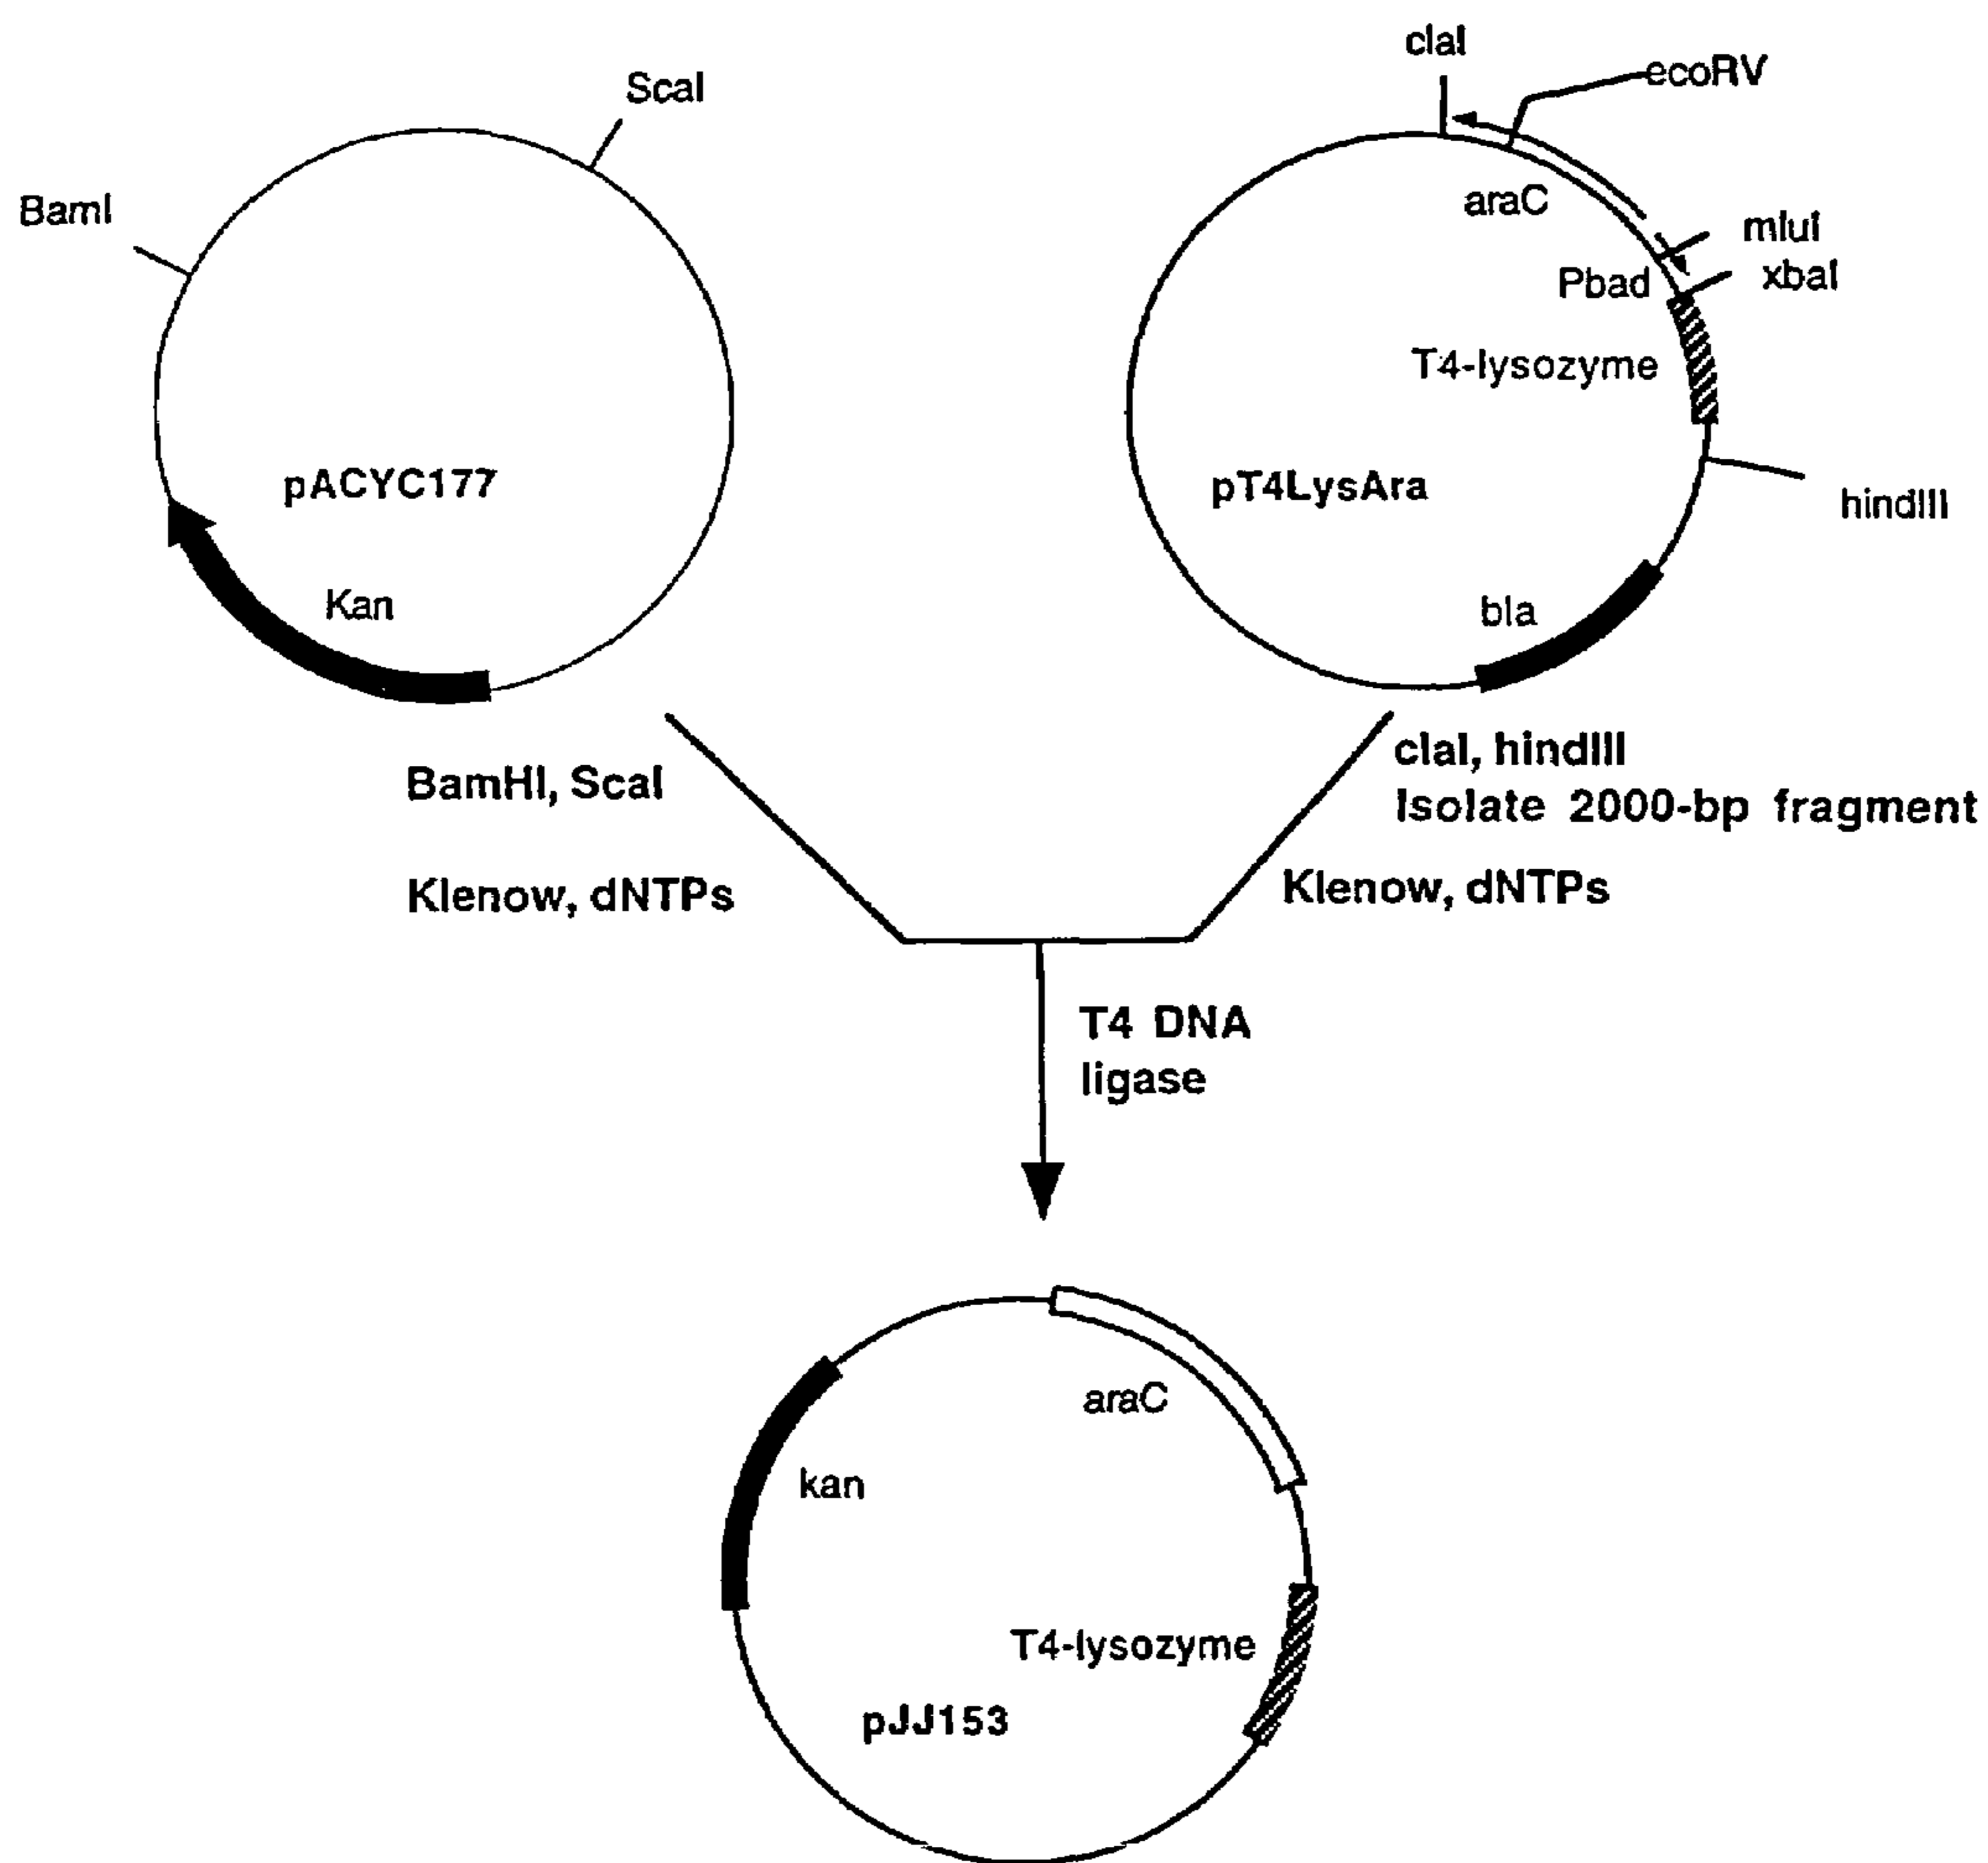 claI
ScaI
ecoRV
BamI
araC
mluI
Pbad
xbaI
T4-lysozyme
pACYC177
pT4LysAra
hindIII
Kan
bla
BamHI, ScaI
Klenow, dNTPs
claI, hindIII
Isolate 2000-bp fragment
Klenow, dNTPs
T4 DNA
ligase
araC
kan
T4-lysozyme
pJJ153